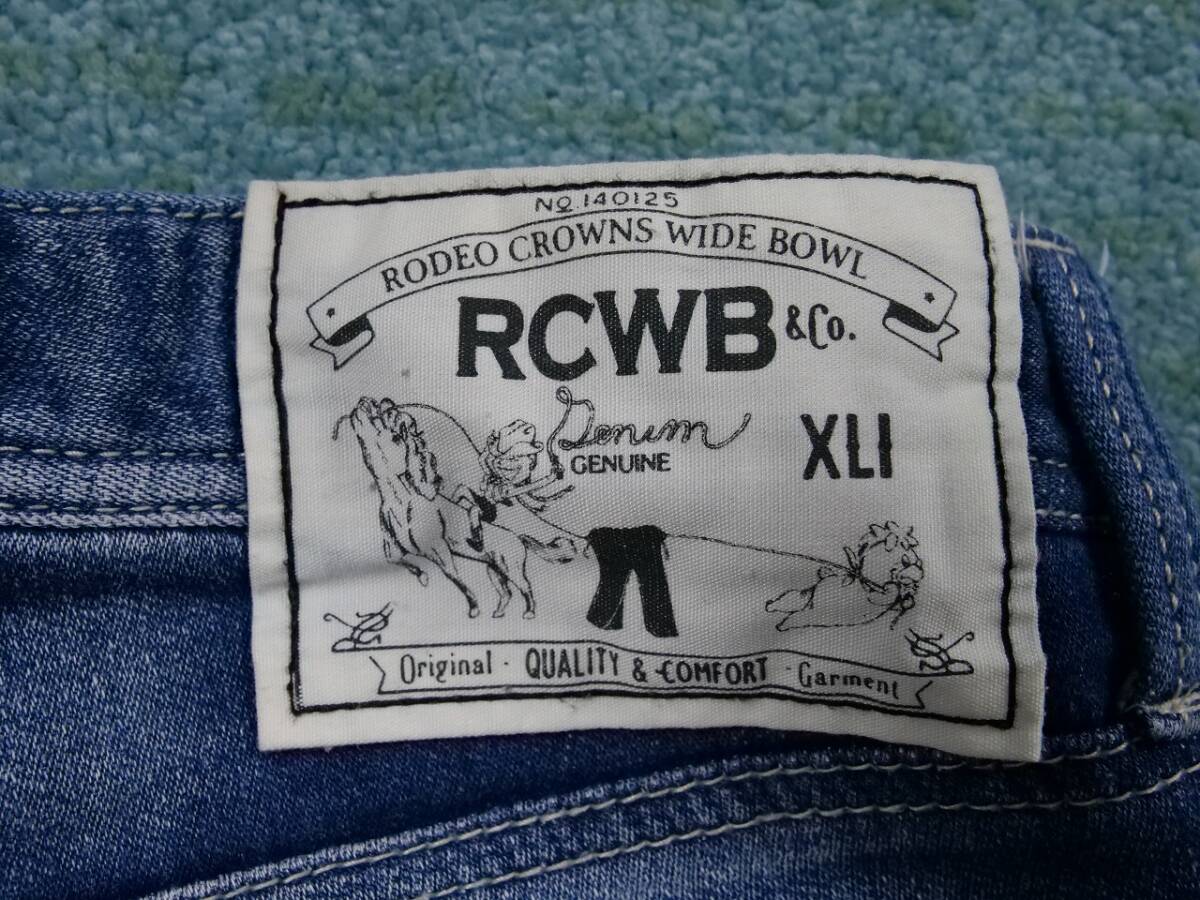 No.140125
RODEO CROWNS WIDE BOWL
RCWB &Co.
Denim
GENUINE
XLI
Original · QUALITY & COMFORT · Garment